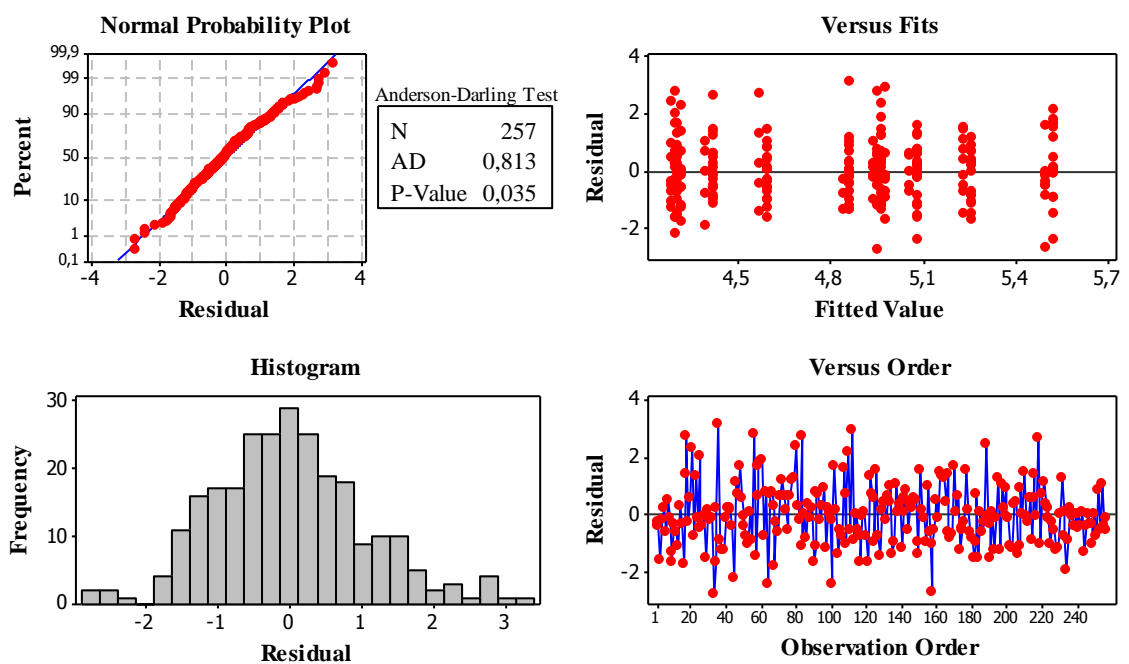 Normal Probability Plot
99,9
99
90
50
10
1
0,1
Percent
-4 -2 0 2 4
Residual
Anderson-Darling Test
N 257
AD 0,813
P-Value 0,035
Versus Fits
4
2
0
-2
Residual
4,5 4,8 5,1 5,4 5,7
Fitted Value
Histogram
30
20
10
0
Frequency
-2 -1 0 1 2 3
Residual
Versus Order
4
2
0
-2
Residual
1 20 40 60 80 100 120 140 160 180 200 220 240
Observation Order